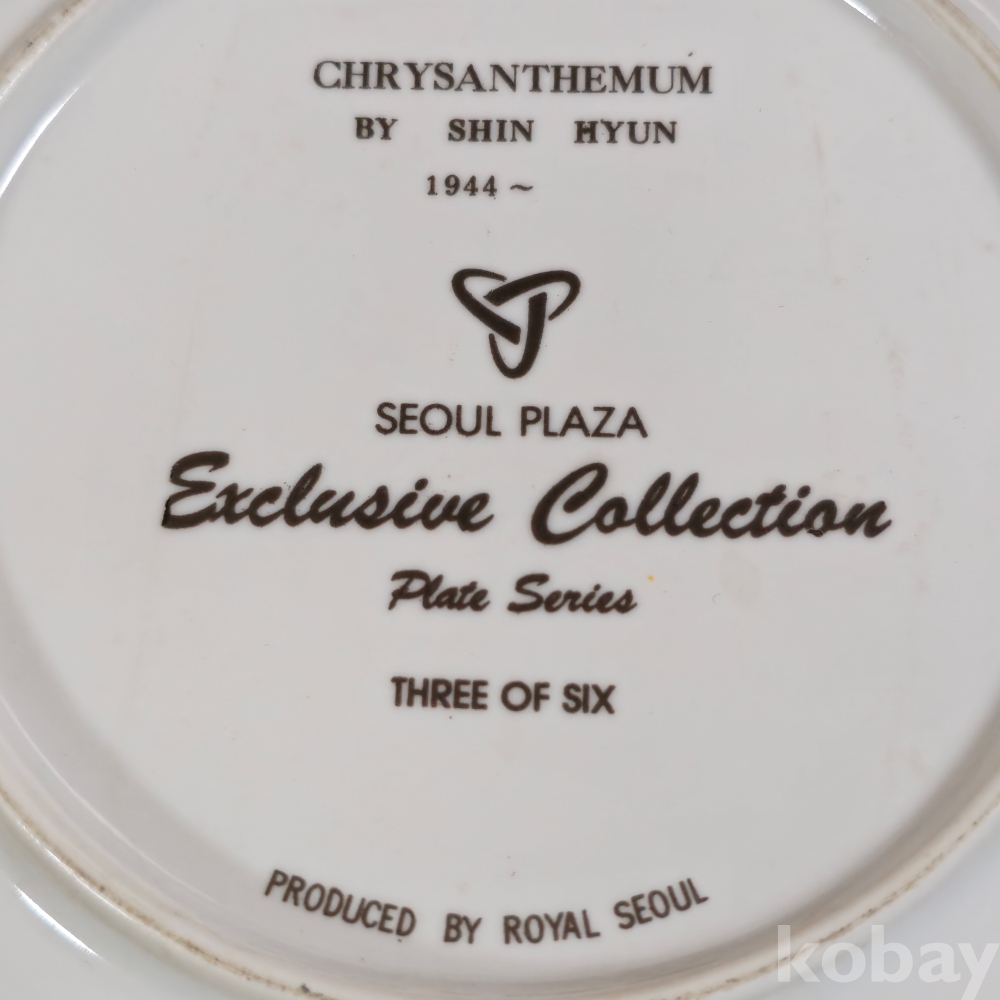 CHRYSANTHEMUM
BY SHIN HYUN
1944 ~
SEOUL PLAZA
Exclusive Collection
Plate Series
THREE OF SIX
PRODUCED BY ROYAL SEOUL
kobay